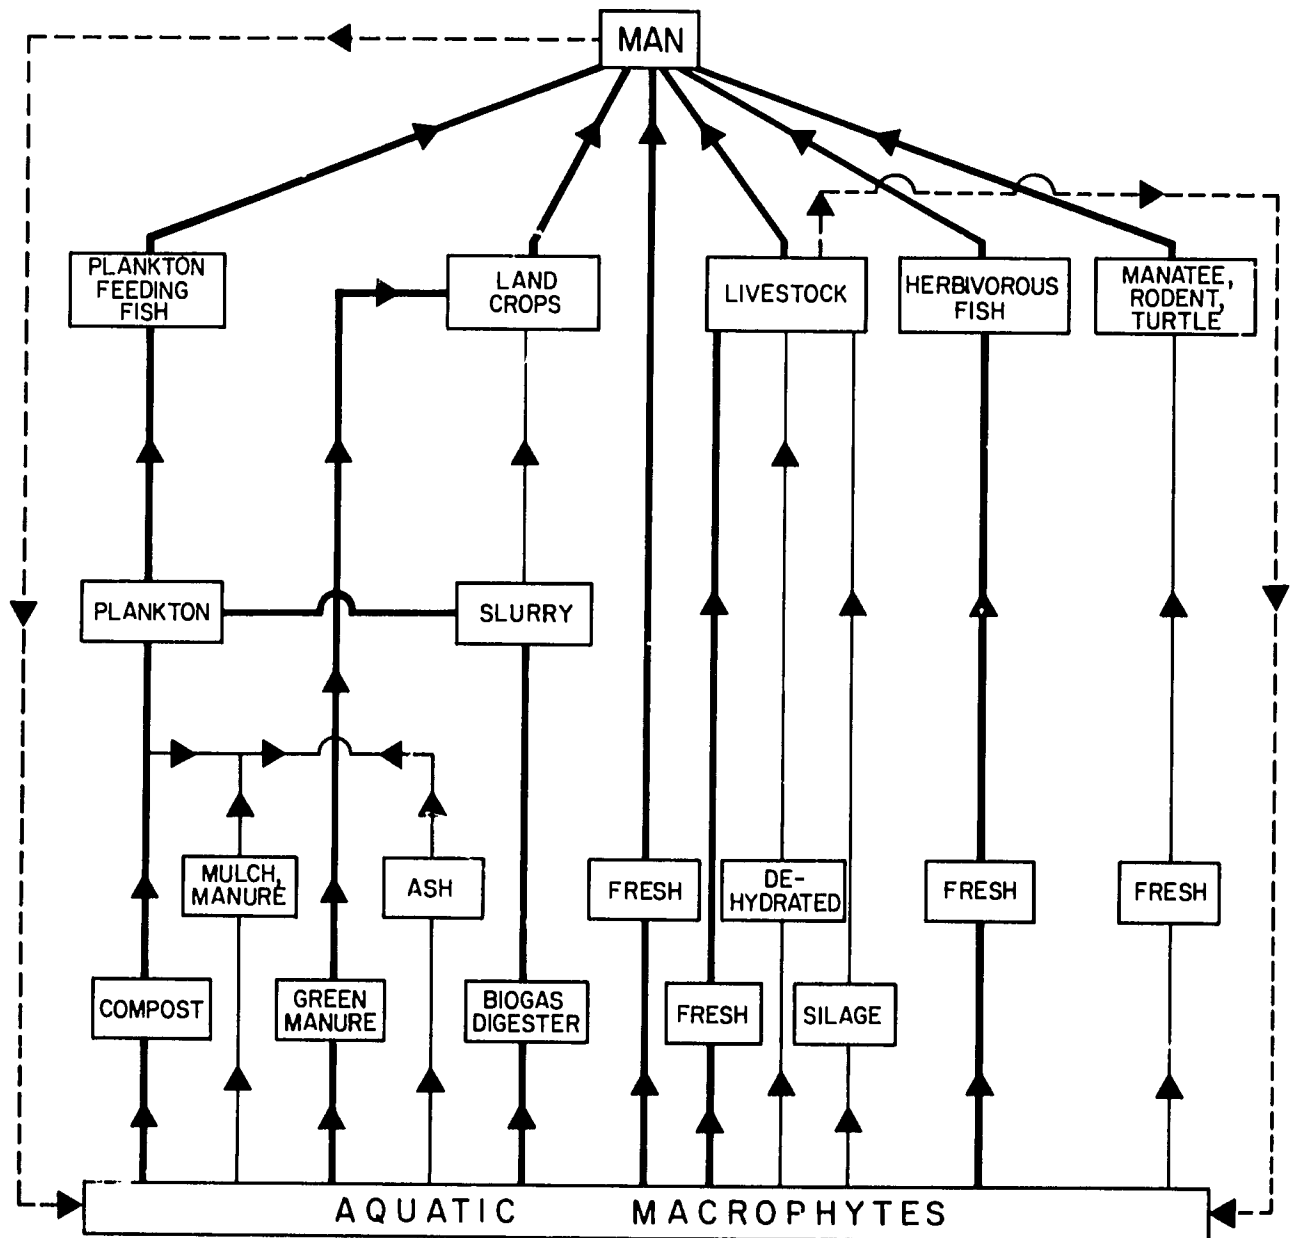 MAN
PLANKTON
FEEDING
FISH
LAND
CROPS
LIVESTOCK
HERBIVOROUS
FISH
MANATEE,
RODENT,
TURTLE
PLANKTON
SLURRY
MULCH,
MANURE
ASH
FRESH
DE-
HYDRATED
FRESH
FRESH
COMPOST
GREEN
MANURE
BIOGAS
DIGESTER
FRESH
SILAGE
AQUATIC MACROPHYTES